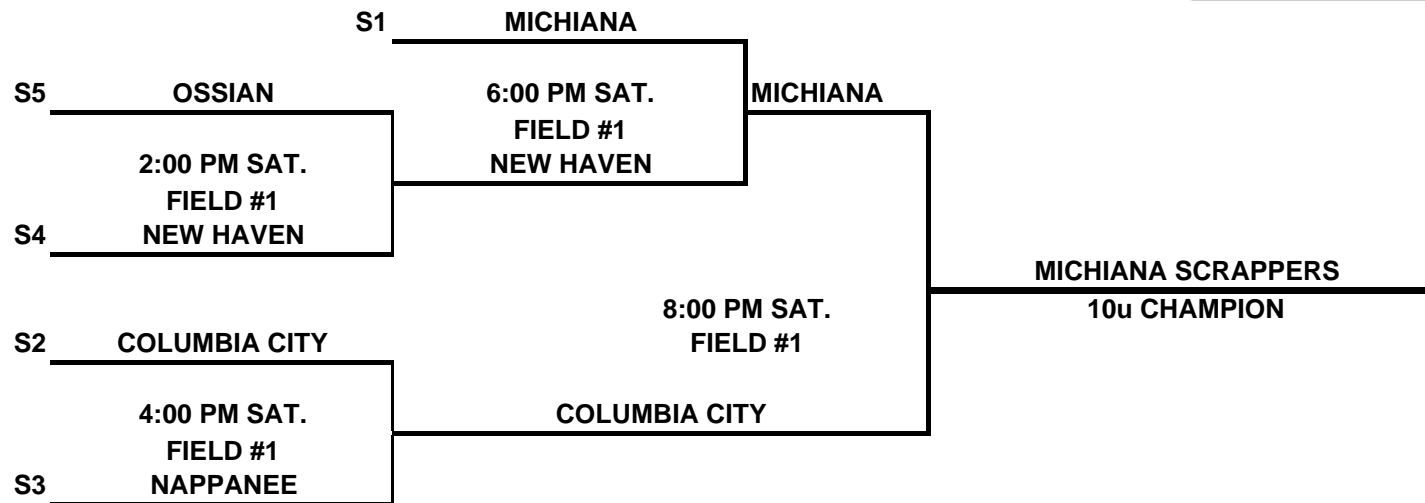 S1 MICHIANA
S5 OSSIAN 6:00 PM SAT. MICHIANA
FIELD #1
2:00 PM SAT. NEW HAVEN
FIELD #1
S4 NEW HAVEN
MICHIANA SCRAPPERS
8:00 PM SAT. 10u CHAMPION
S2 COLUMBIA CITY FIELD #1
4:00 PM SAT. COLUMBIA CITY
FIELD #1
S3 NAPPANEE